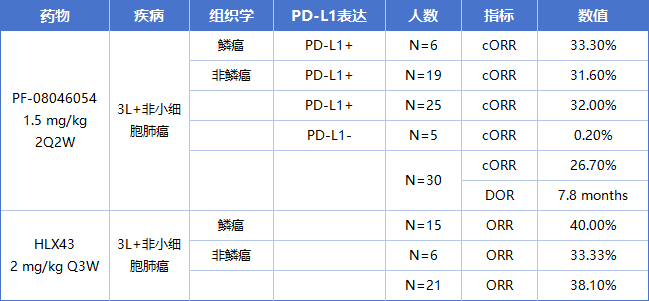 药物 疾病 组织学 PD-L1表达 人数 指标 数值
PF-08046054
1.5 mg/kg
2Q2W
3L+非小细
胞肺癌
鳞癌 PD-L1+ N=6 cORR 33.30%
非鳞癌 PD-L1+ N=19 cORR 31.60%
PD-L1+ N=25 cORR 32.00%
PD-L1- N=5 cORR 0.20%
N=30 cORR 26.70%
DOR 7.8 months
HLX43
2 mg/kg Q3W
3L+非小细
胞肺癌
鳞癌 N=15 ORR 40.00%
非鳞癌 N=6 ORR 33.33%
N=21 ORR 38.10%